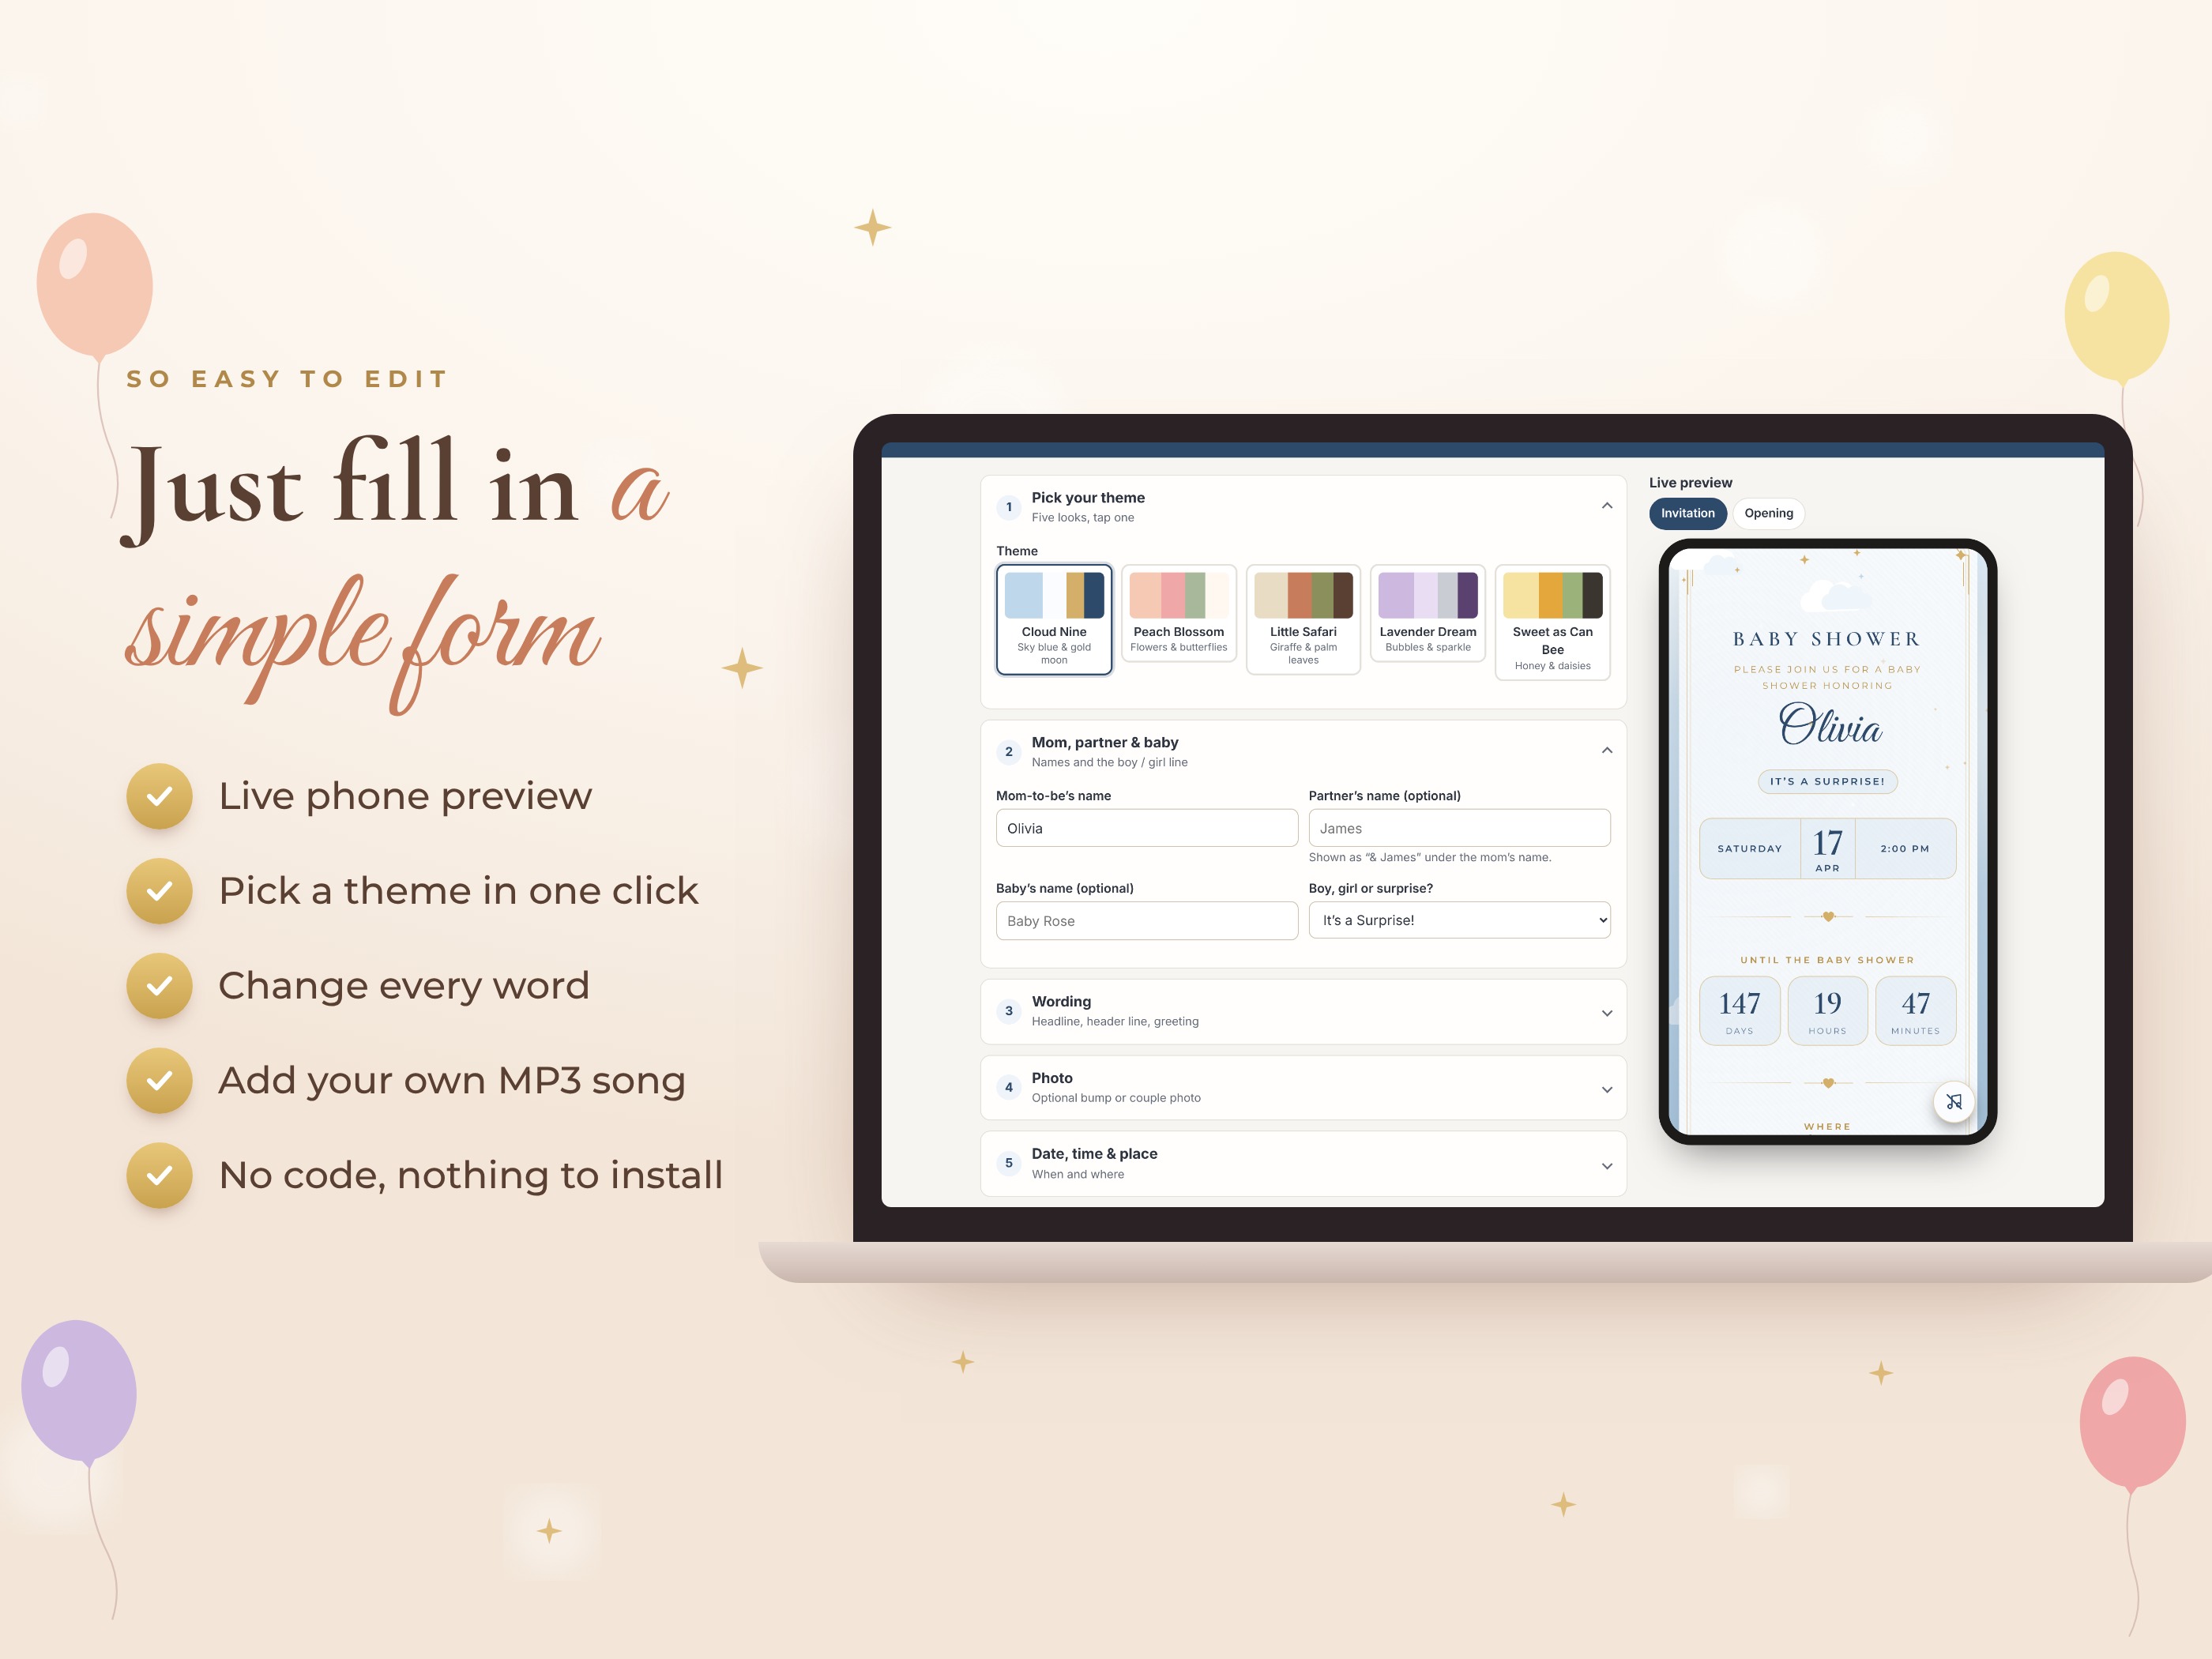 SO EASY TO EDIT
Just fill in a
simple form
Live phone preview
Pick a theme in one click
Change every word
Add your own MP3 song
No code, nothing to install
1
Pick your theme
Five looks, tap one
Theme
Cloud Nine
Sky blue & gold
moon
Peach Blossom
Flowers & butterflies
Little Safari
Giraffe & palm
leaves
Lavender Dream
Bubbles & sparkle
Sweet as Can
Bee
Honey & daisies
2
Mom, partner & baby
Names and the boy / girl line
Mom-to-be’s name
Olivia
Partner’s name (optional)
James
Shown as “& James” under the mom’s name.
Baby’s name (optional)
Baby Rose
Boy, girl or surprise?
It’s a Surprise!
3
Wording
Headline, header line, greeting
4
Photo
Optional bump or couple photo
5
Date, time & place
When and where
Live preview
Invitation
Opening
BABY SHOWER
PLEASE JOIN US FOR A BABY
SHOWER HONORING
Olivia
IT’S A SURPRISE!
SATURDAY
17
APR
2:00 PM
UNTIL THE BABY SHOWER
147
DAYS
19
HOURS
47
MINUTES
WHERE